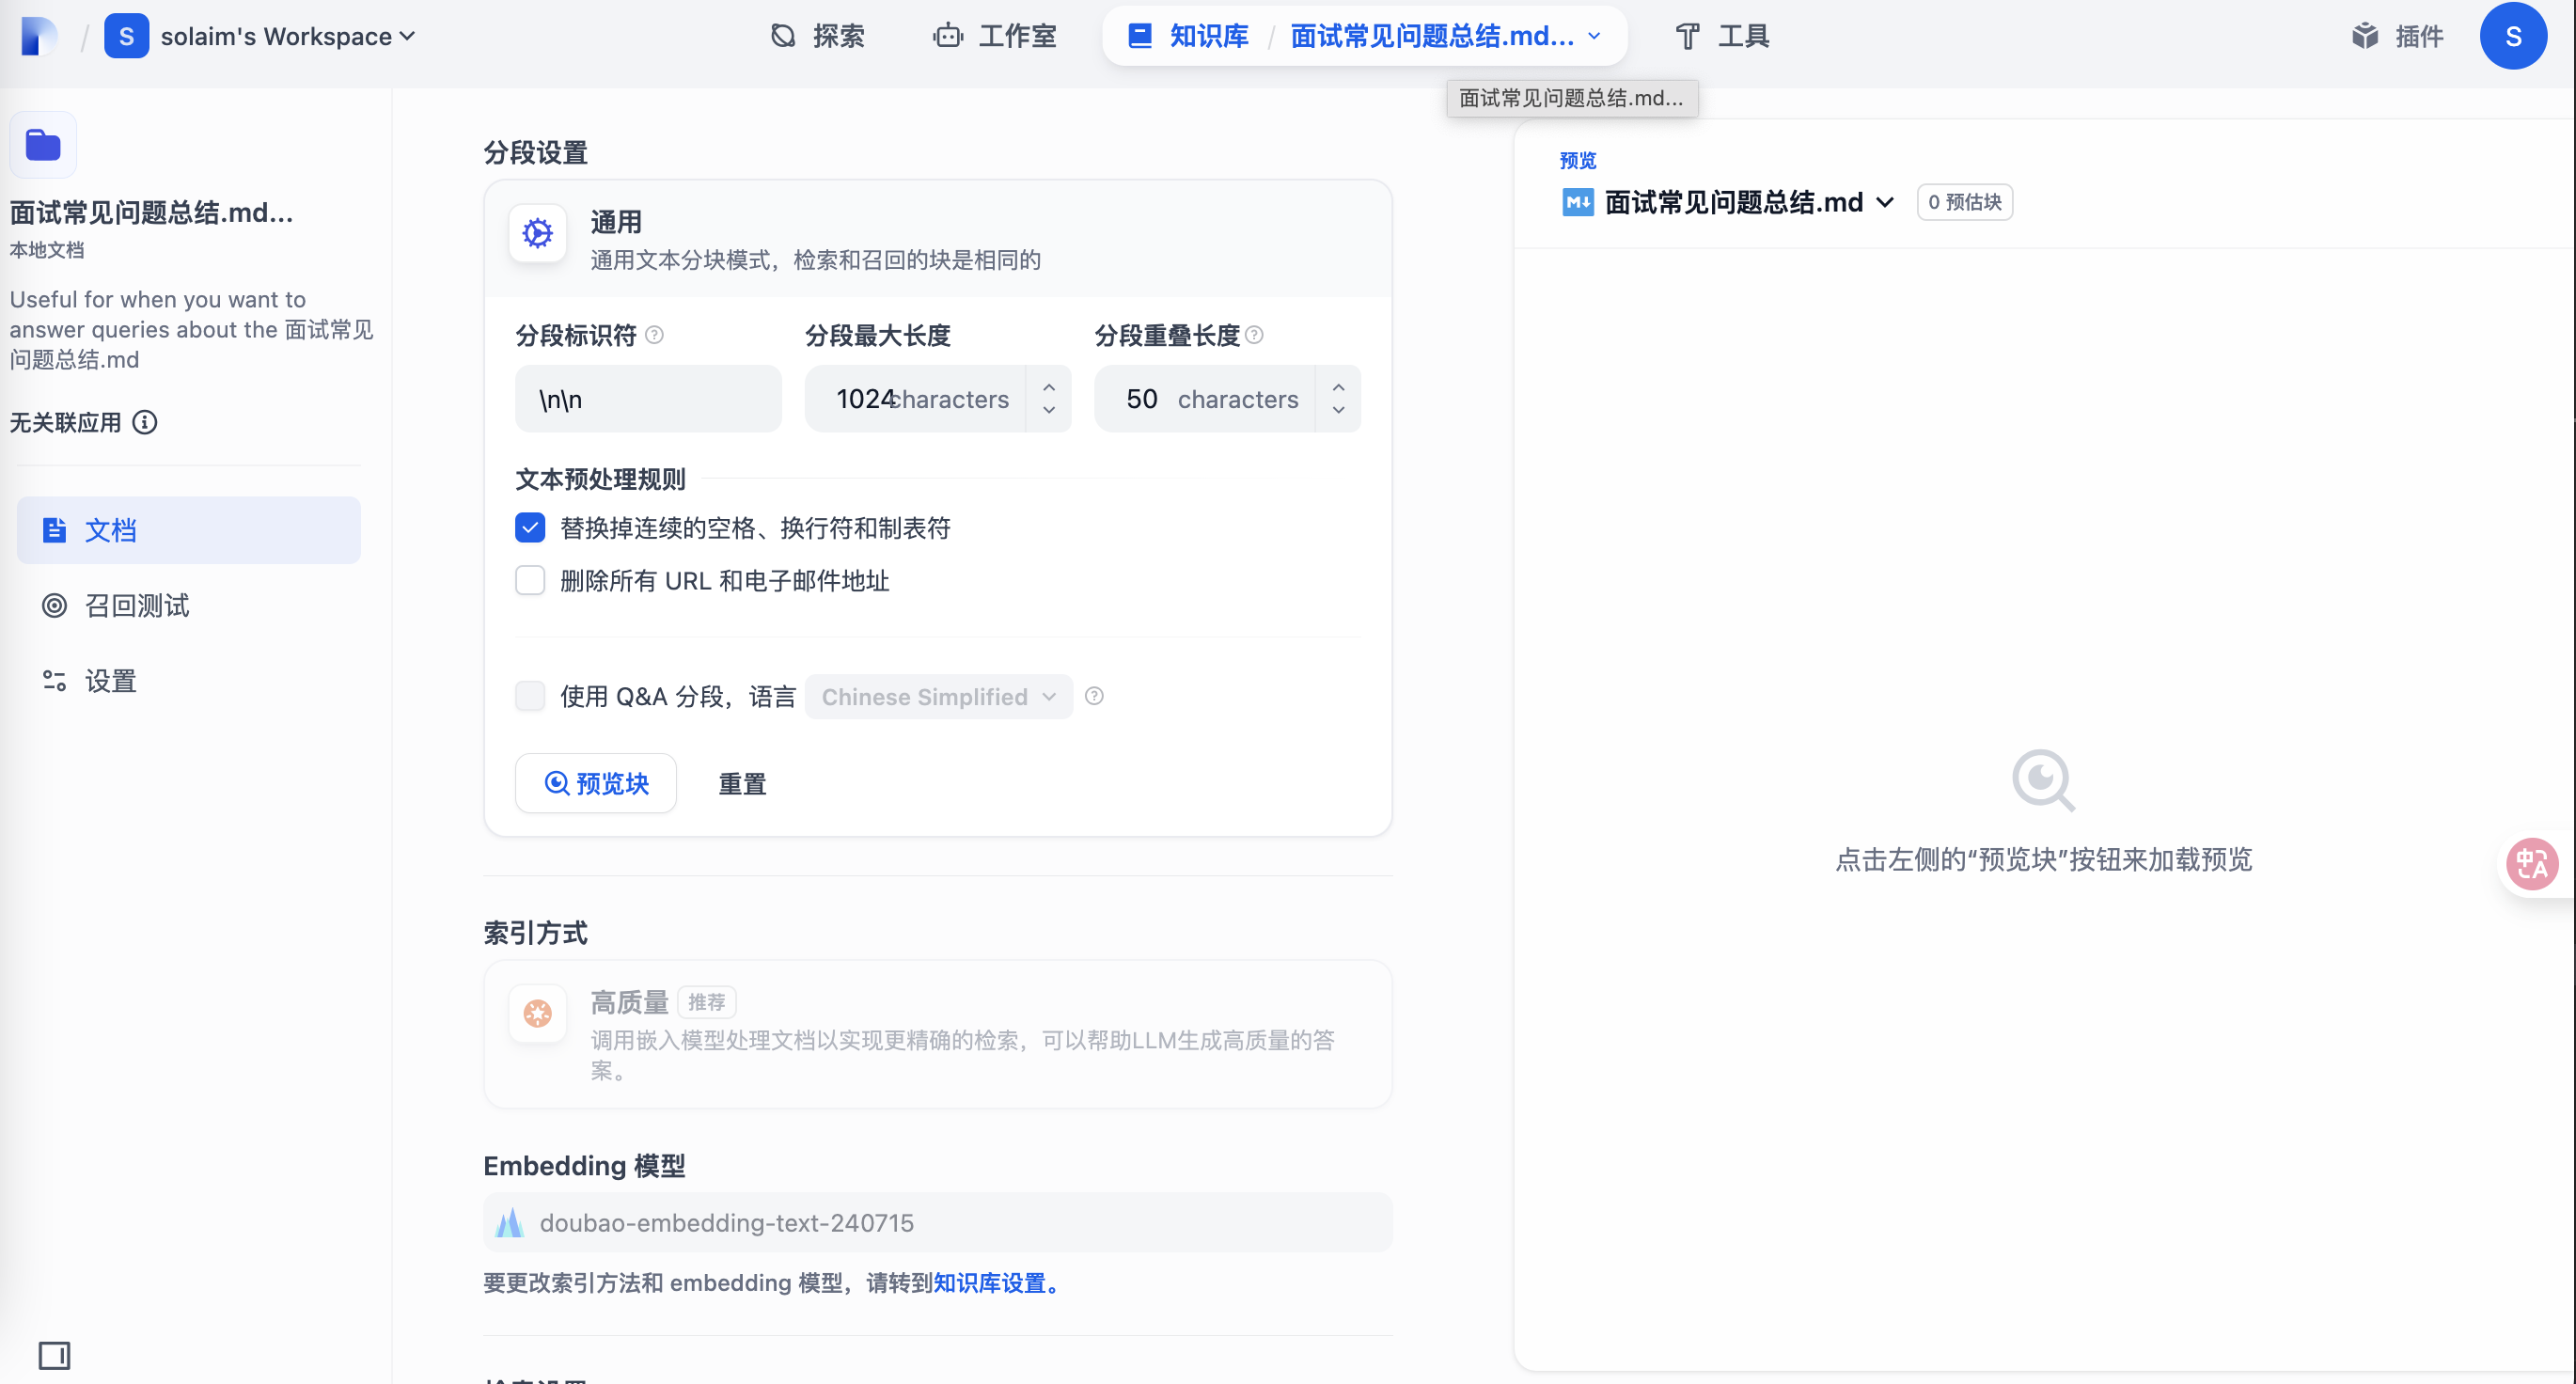 S solaim's Workspace
探索
工作室
知识库 / 面试常见问题总结.md...
工具
插件
S
面试常见问题总结.md...
面试常见问题总结.md...
本地文档
Useful for when you want to
answer queries about the 面试常见
问题总结.md
无关联应用
文档
召回测试
设置
分段设置
通用
通用文本分块模式，检索和召回的块是相同的
分段标识符
分段最大长度
分段重叠长度
\n\n
1024 characters
50 characters
文本预处理规则
替换掉连续的空格、换行符和制表符
删除所有 URL 和电子邮件地址
使用 Q&A 分段，语言 Chinese Simplified
预览块
重置
索引方式
高质量 推荐
调用嵌入模型处理文档以实现更精确的检索，可以帮助LLM生成高质量的答
案。
Embedding 模型
doubao-embedding-text-240715
要更改索引方法和 embedding 模型，请转到知识库设置。
预览
M 面试常见问题总结.md
0 预估块
点击左侧的“预览块”按钮来加载预览
中 A